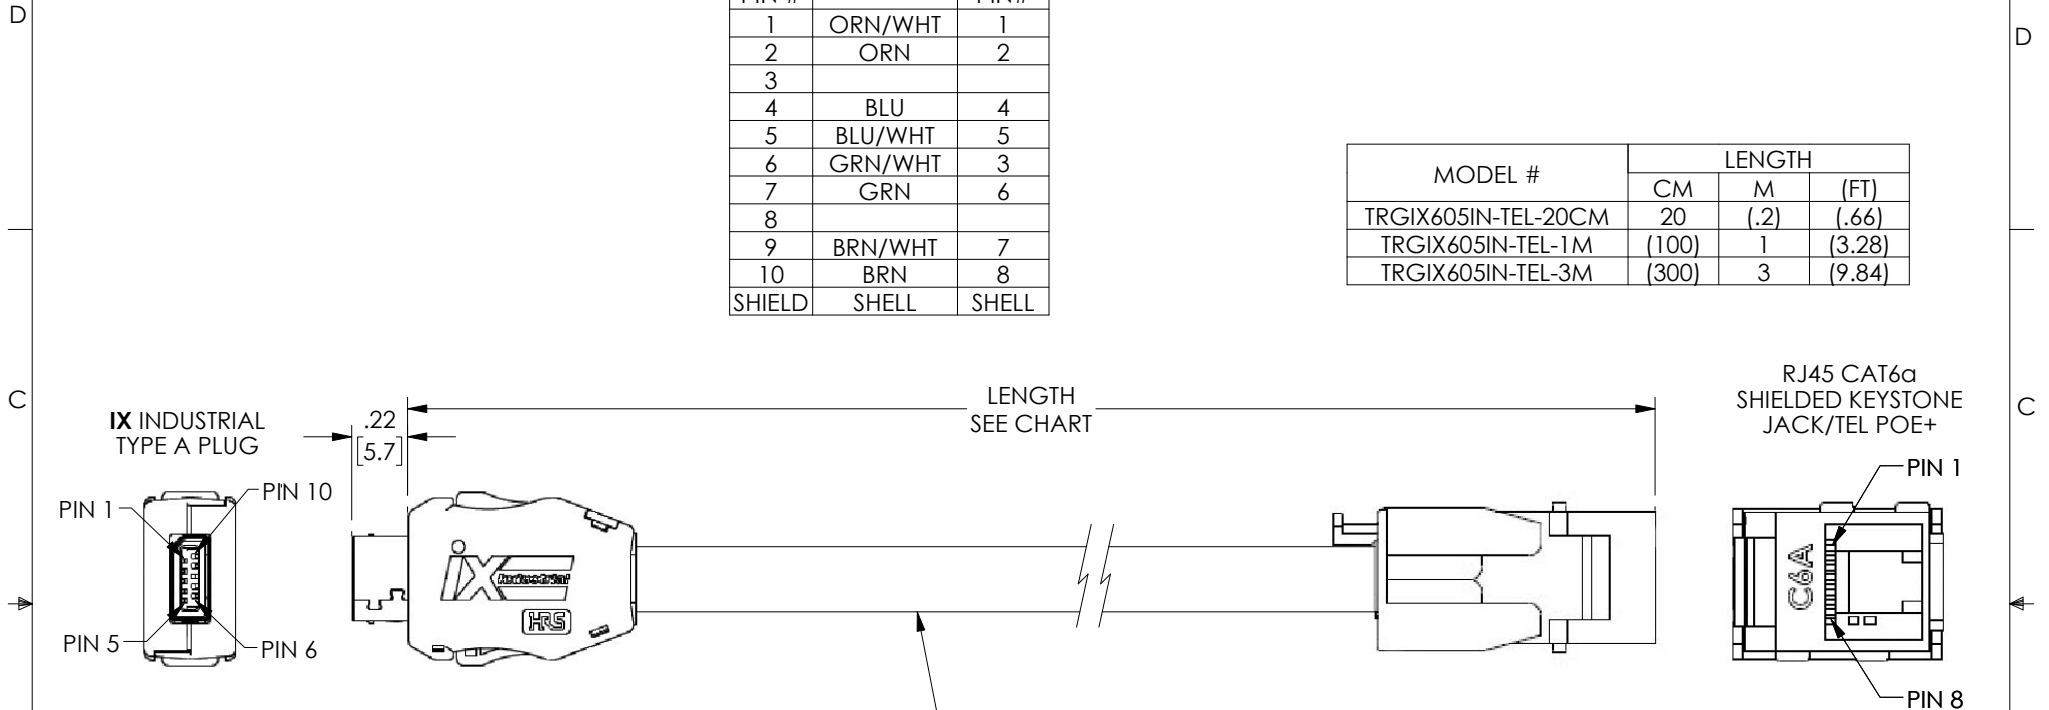 D
D
1 ORN/WHT 1
2 ORN 2
3
4 BLU 4
5 BLU/WHT 5
6 GRN/WHT 3
7 GRN 6
8
9 BRN/WHT 7
10 BRN 8
SHIELD SHELL SHELL
MODEL # LENGTH
CM M (FT)
TRGIX605IN-TEL-20CM 20 (.2) (.66)
TRGIX605IN-TEL-1M (100) 1 (3.28)
TRGIX605IN-TEL-3M (300) 3 (9.84)
C
C
IX INDUSTRIAL
TYPE A PLUG
.22
[5.7]
LENGTH
SEE CHART
RJ45 CAT6a
SHIELDED KEYSTONE
JACK/TEL POE+
PIN 1
PIN 10
PIN 5
PIN 6
ix Industrial
HRS
C6A
PIN 1
PIN 8